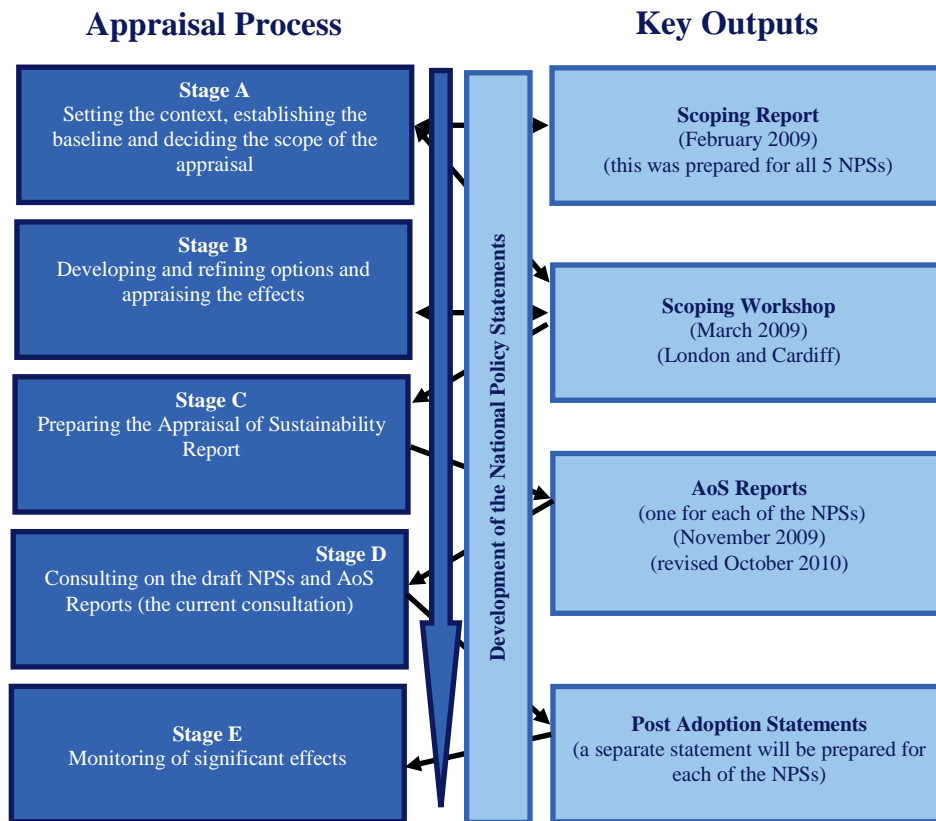 Appraisal Process
Stage A
Setting the context, establishing the
baseline and deciding the scope of the
appraisal
Stage B
Developing and refining options and
appraising the effects
Stage C
Preparing the Appraisal of Sustainability
Report
Stage D
Consulting on the draft NPSs and AoS
Reports (the current consultation)
Stage E
Monitoring of significant effects
Development of the National Policy Statements
Key Outputs
Scoping Report
(February 2009)
(this was prepared for all 5 NPSs)
Scoping Workshop
(March 2009)
(London and Cardiff)
AoS Reports
(one for each of the NPSs)
(November 2009)
(revised October 2010)
Post Adoption Statements
(a separate statement will be prepared for
each of the NPSs)